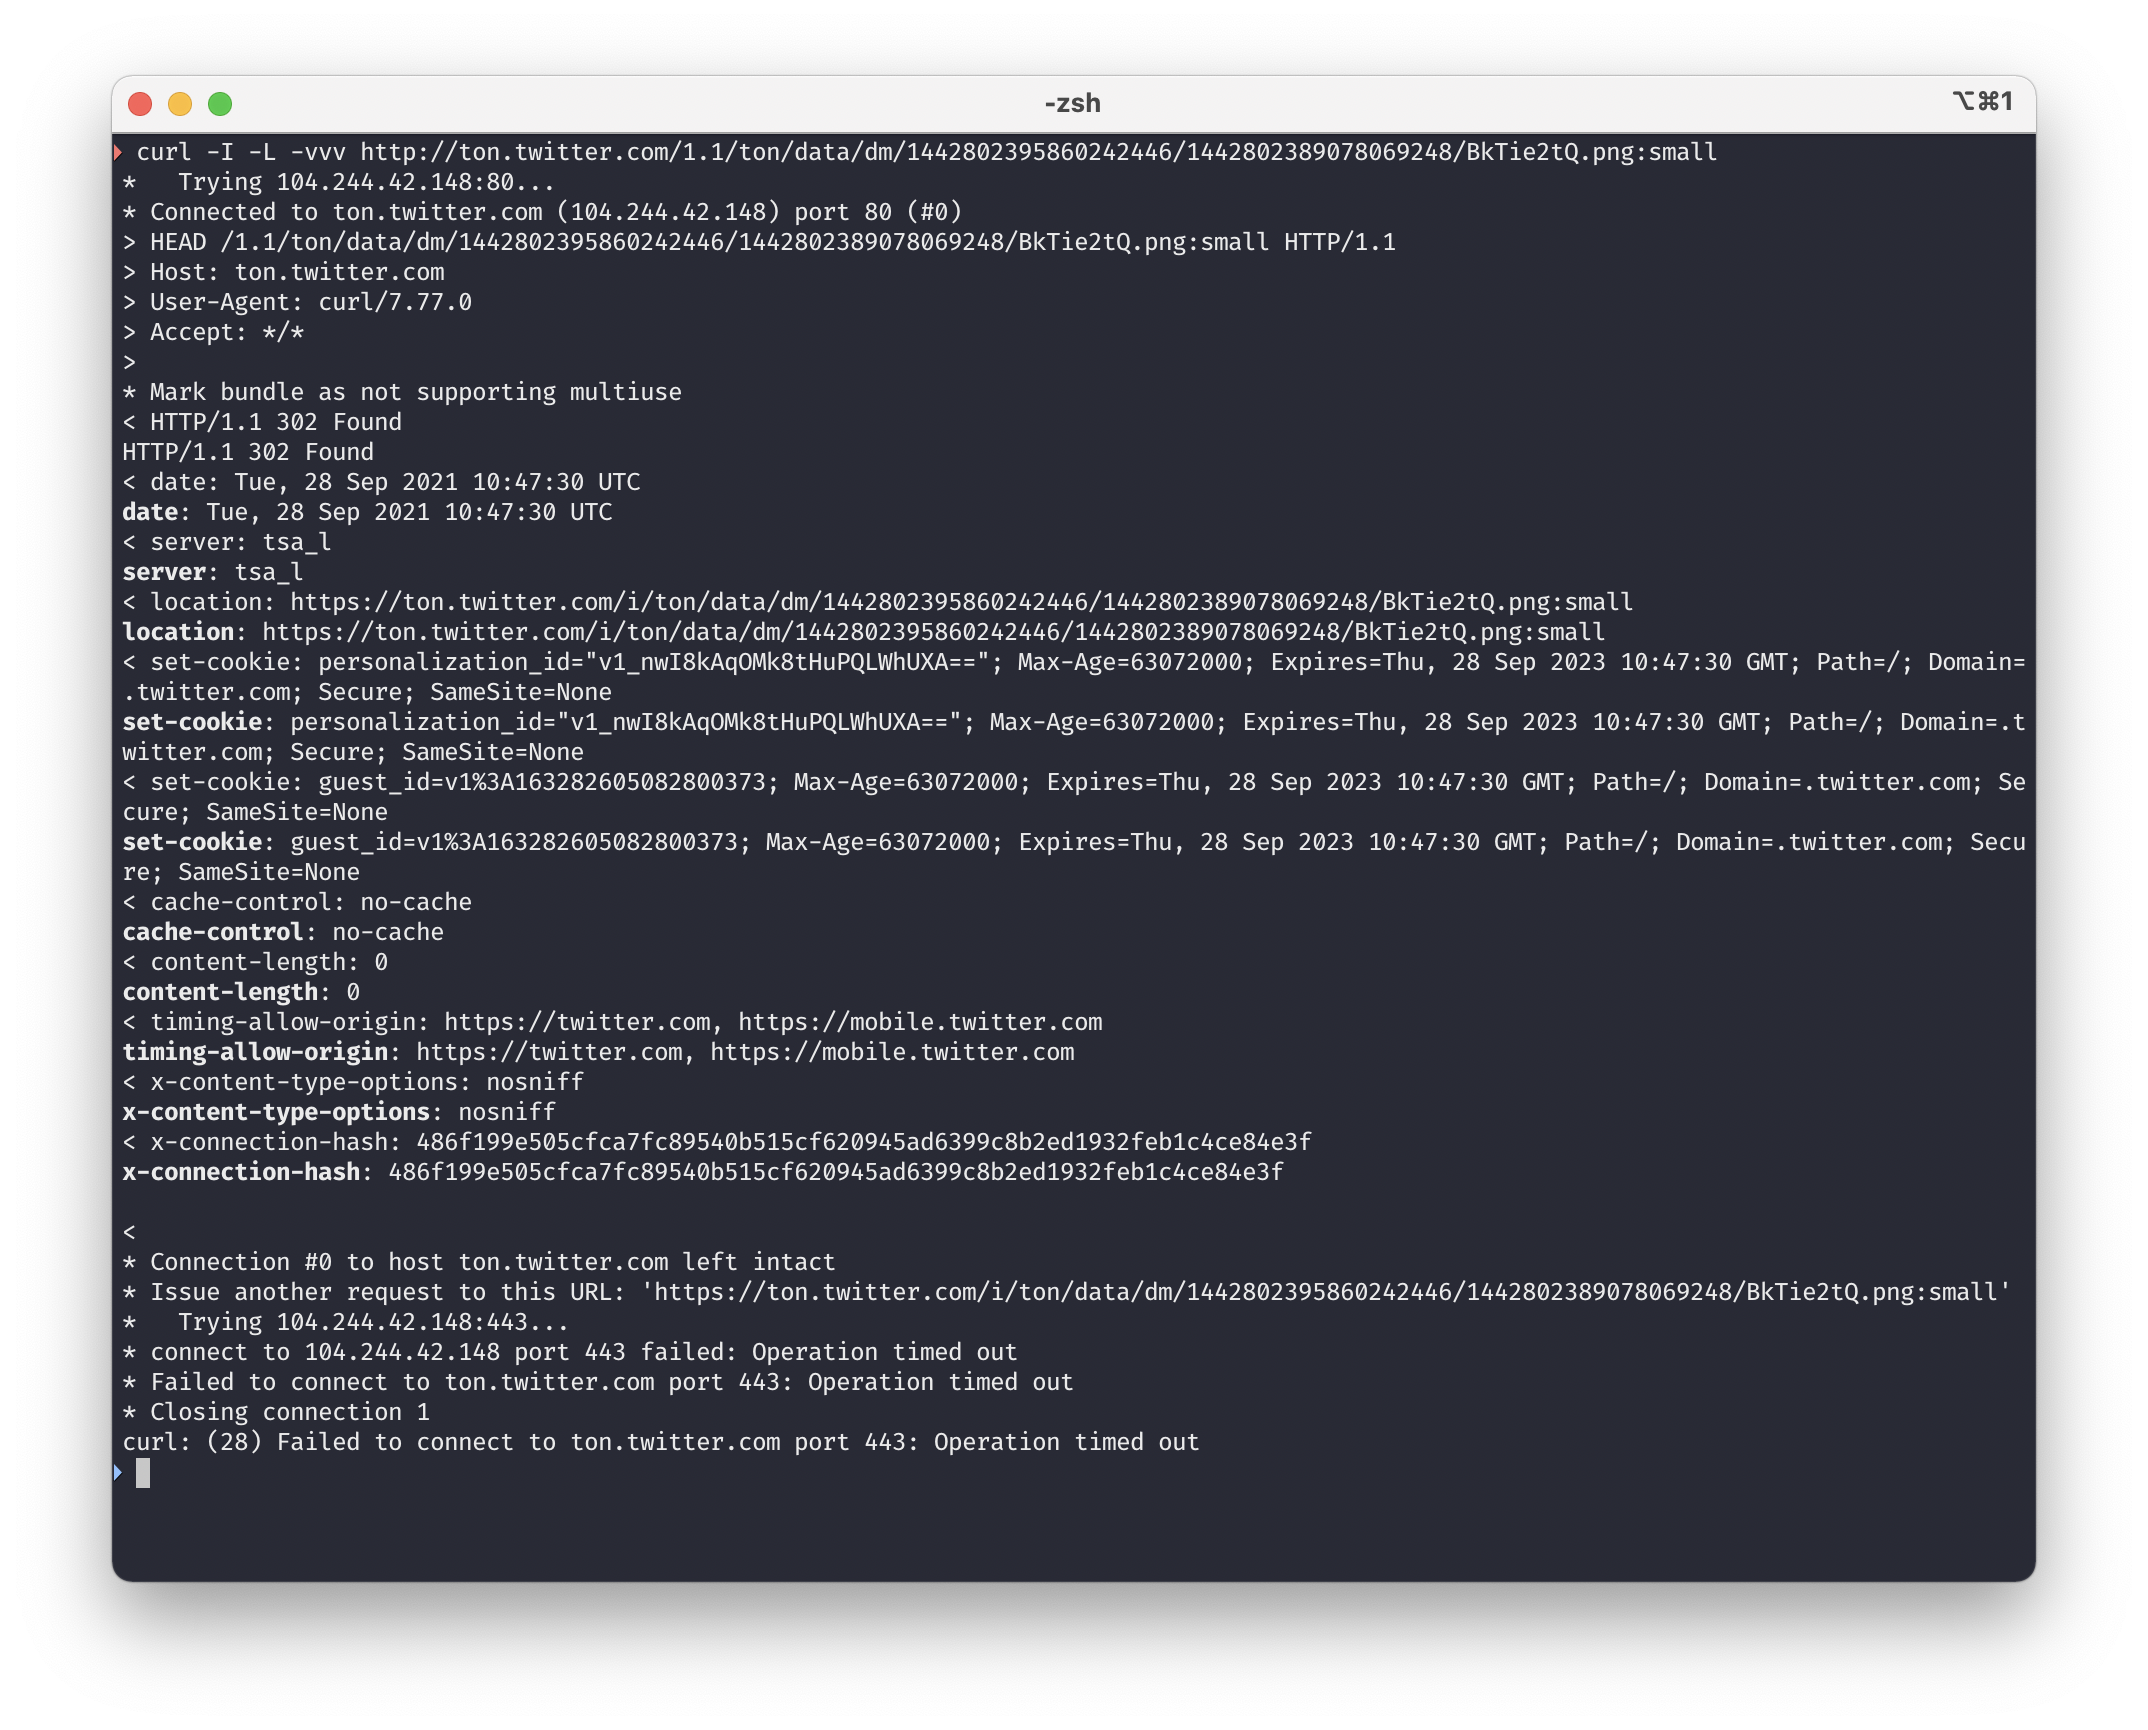 -zsh
⌥⌘1
curl -I -L -vvv http://ton.twitter.com/1.1/ton/data/dm/1442802395860242446/1442802389078069248/BkTie2tQ.png:small
*   Trying 104.244.42.148:80...
* Connected to ton.twitter.com (104.244.42.148) port 80 (#0)
> HEAD /1.1/ton/data/dm/1442802395860242446/1442802389078069248/BkTie2tQ.png:small HTTP/1.1
> Host: ton.twitter.com
> User-Agent: curl/7.77.0
> Accept: */*
>
* Mark bundle as not supporting multiuse
< HTTP/1.1 302 Found
HTTP/1.1 302 Found
< date: Tue, 28 Sep 2021 10:47:30 UTC
date: Tue, 28 Sep 2021 10:47:30 UTC
< server: tsa_l
server: tsa_l
< location: https://ton.twitter.com/i/ton/data/dm/1442802395860242446/1442802389078069248/BkTie2tQ.png:small
location: https://ton.twitter.com/i/ton/data/dm/1442802395860242446/1442802389078069248/BkTie2tQ.png:small
< set-cookie: personalization_id="v1_nwI8kAqOMk8tHuPQLWhUXA=="; Max-Age=63072000; Expires=Thu, 28 Sep 2023 10:47:30 GMT; Path=/; Domain=
.twitter.com; Secure; SameSite=None
set-cookie: personalization_id="v1_nwI8kAqOMk8tHuPQLWhUXA=="; Max-Age=63072000; Expires=Thu, 28 Sep 2023 10:47:30 GMT; Path=/; Domain=.t
witter.com; Secure; SameSite=None
< set-cookie: guest_id=v1%3A163282605082800373; Max-Age=63072000; Expires=Thu, 28 Sep 2023 10:47:30 GMT; Path=/; Domain=.twitter.com; Se
cure; SameSite=None
set-cookie: guest_id=v1%3A163282605082800373; Max-Age=63072000; Expires=Thu, 28 Sep 2023 10:47:30 GMT; Path=/; Domain=.twitter.com; Secu
re; SameSite=None
< cache-control: no-cache
cache-control: no-cache
< content-length: 0
content-length: 0
< timing-allow-origin: https://twitter.com, https://mobile.twitter.com
timing-allow-origin: https://twitter.com, https://mobile.twitter.com
< x-content-type-options: nosniff
x-content-type-options: nosniff
< x-connection-hash: 486f199e505cfca7fc89540b515cf620945ad6399c8b2ed1932feb1c4ce84e3f
x-connection-hash: 486f199e505cfca7fc89540b515cf620945ad6399c8b2ed1932feb1c4ce84e3f
<
* Connection #0 to host ton.twitter.com left intact
* Issue another request to this URL: 'https://ton.twitter.com/i/ton/data/dm/1442802395860242446/1442802389078069248/BkTie2tQ.png:small'
*   Trying 104.244.42.148:443...
* connect to 104.244.42.148 port 443 failed: Operation timed out
* Failed to connect to ton.twitter.com port 443: Operation timed out
* Closing connection 1
curl: (28) Failed to connect to ton.twitter.com port 443: Operation timed out